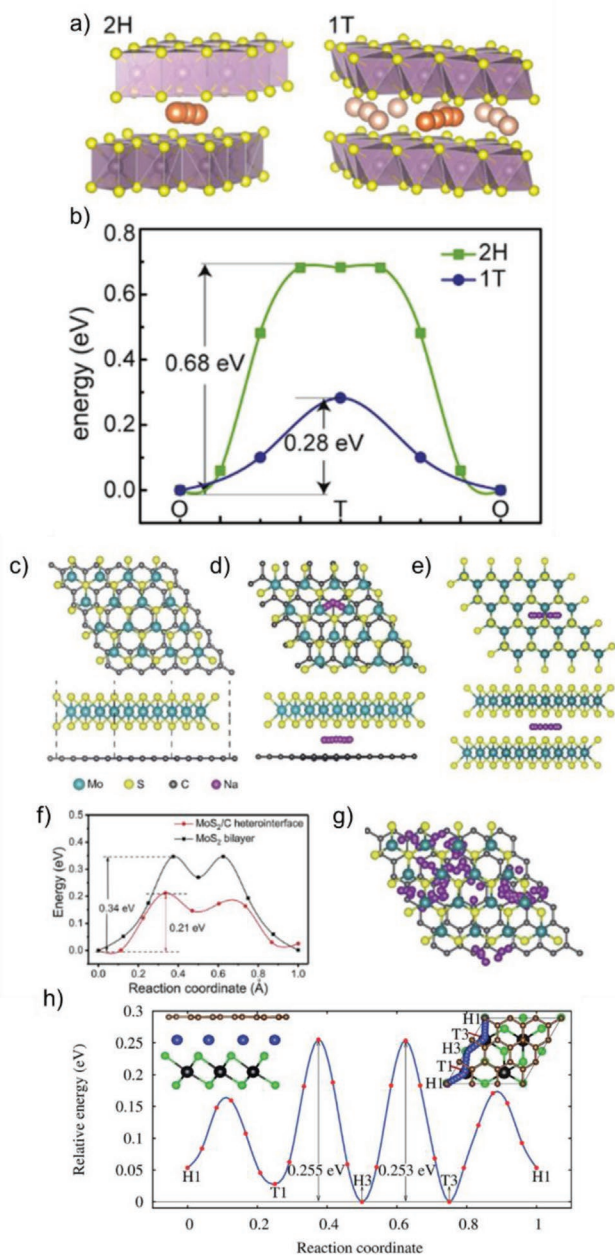 a) 2H 1T
b)
0.8
0.6
0.4
0.2
0.0
energy (eV)
2H
1T
0.68 eV
0.28 eV
O T O
c) d) e)
Mo S C Na
f) g)
MoS2/C heterointerface
MoS2 bilayer
0.5
0.4
0.3
0.2
0.1
0.0
Energy (eV)
0.34 eV
0.21 eV
0.0 0.2 0.4 0.6 0.8 1.0
Reaction coordinate (Å)
h)
0.3
0.25
0.2
0.15
0.1
0.05
0
Relative energy (eV)
H1
T3
H3
T1
H1
H1 T1 0.255 eV H3 0.253 eV T3 H1
0 0.2 0.4 0.6 0.8 1
Reaction coordinate